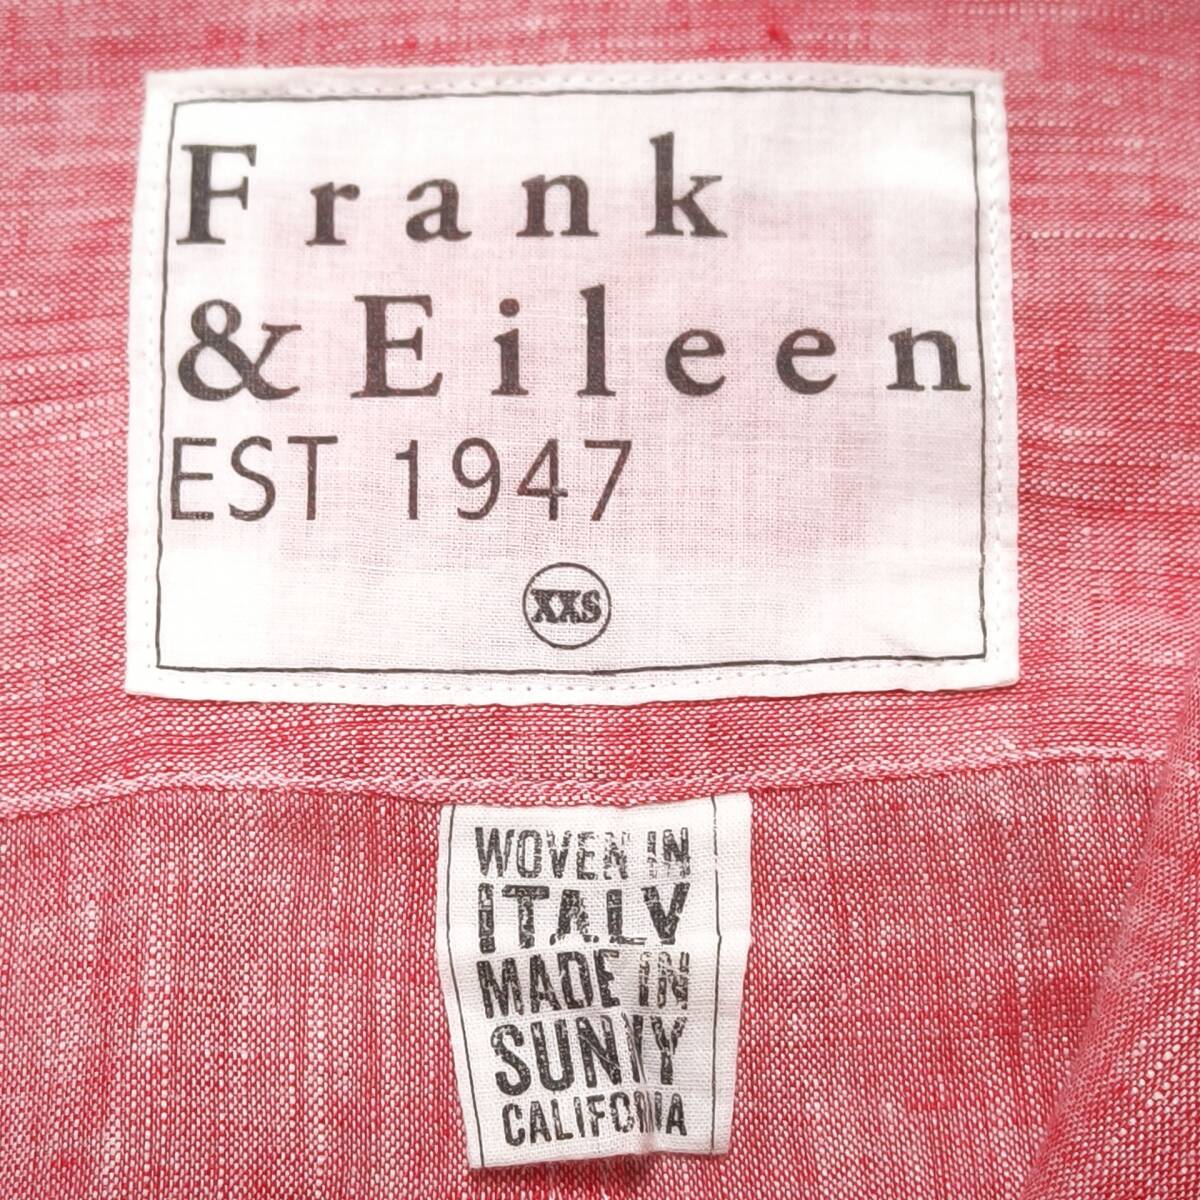 Frank
& Eileen
EST 1947
XXS
WOVEN IN
ITALY
MADE IN
SUNNY
CALIFORNIA